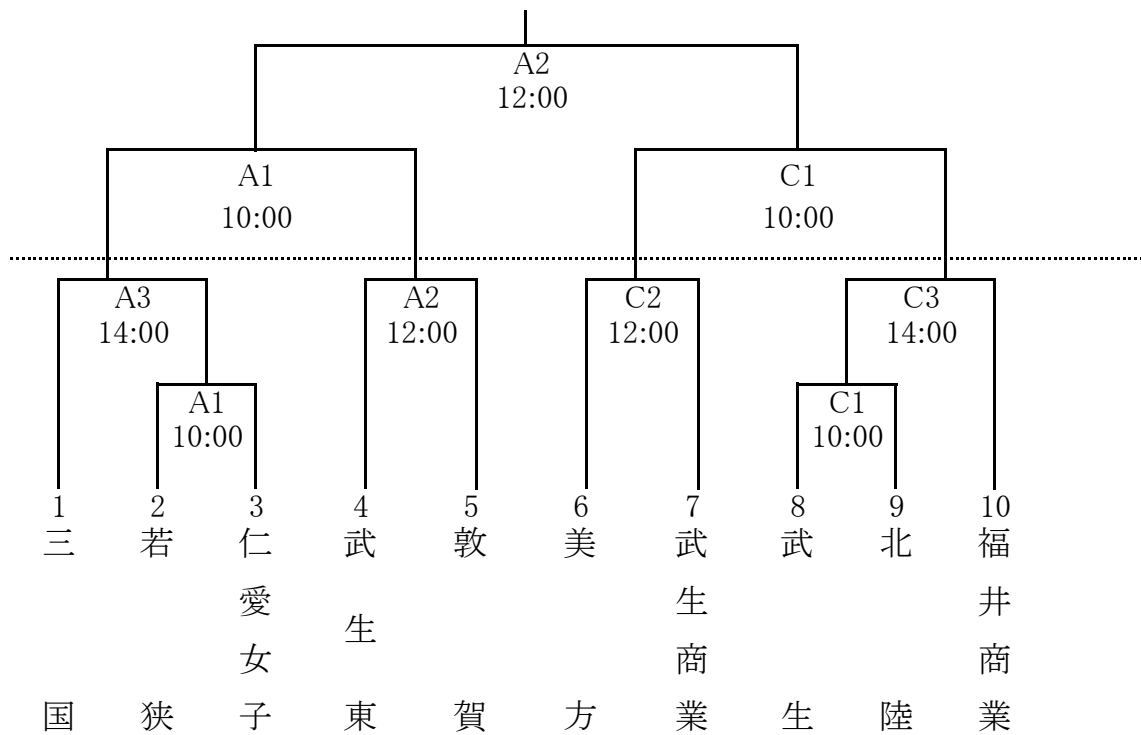 A2
12:00
A1
10:00
C1
10:00
A3
14:00
A2
12:00
C2
12:00
C3
14:00
A1
10:00
C1
10:00
1
三国
2
若狭
3
仁愛女子
4
武生東
5
敦賀
6
美方
7
武生商業
8
武生
9
北陸
10
福井商業